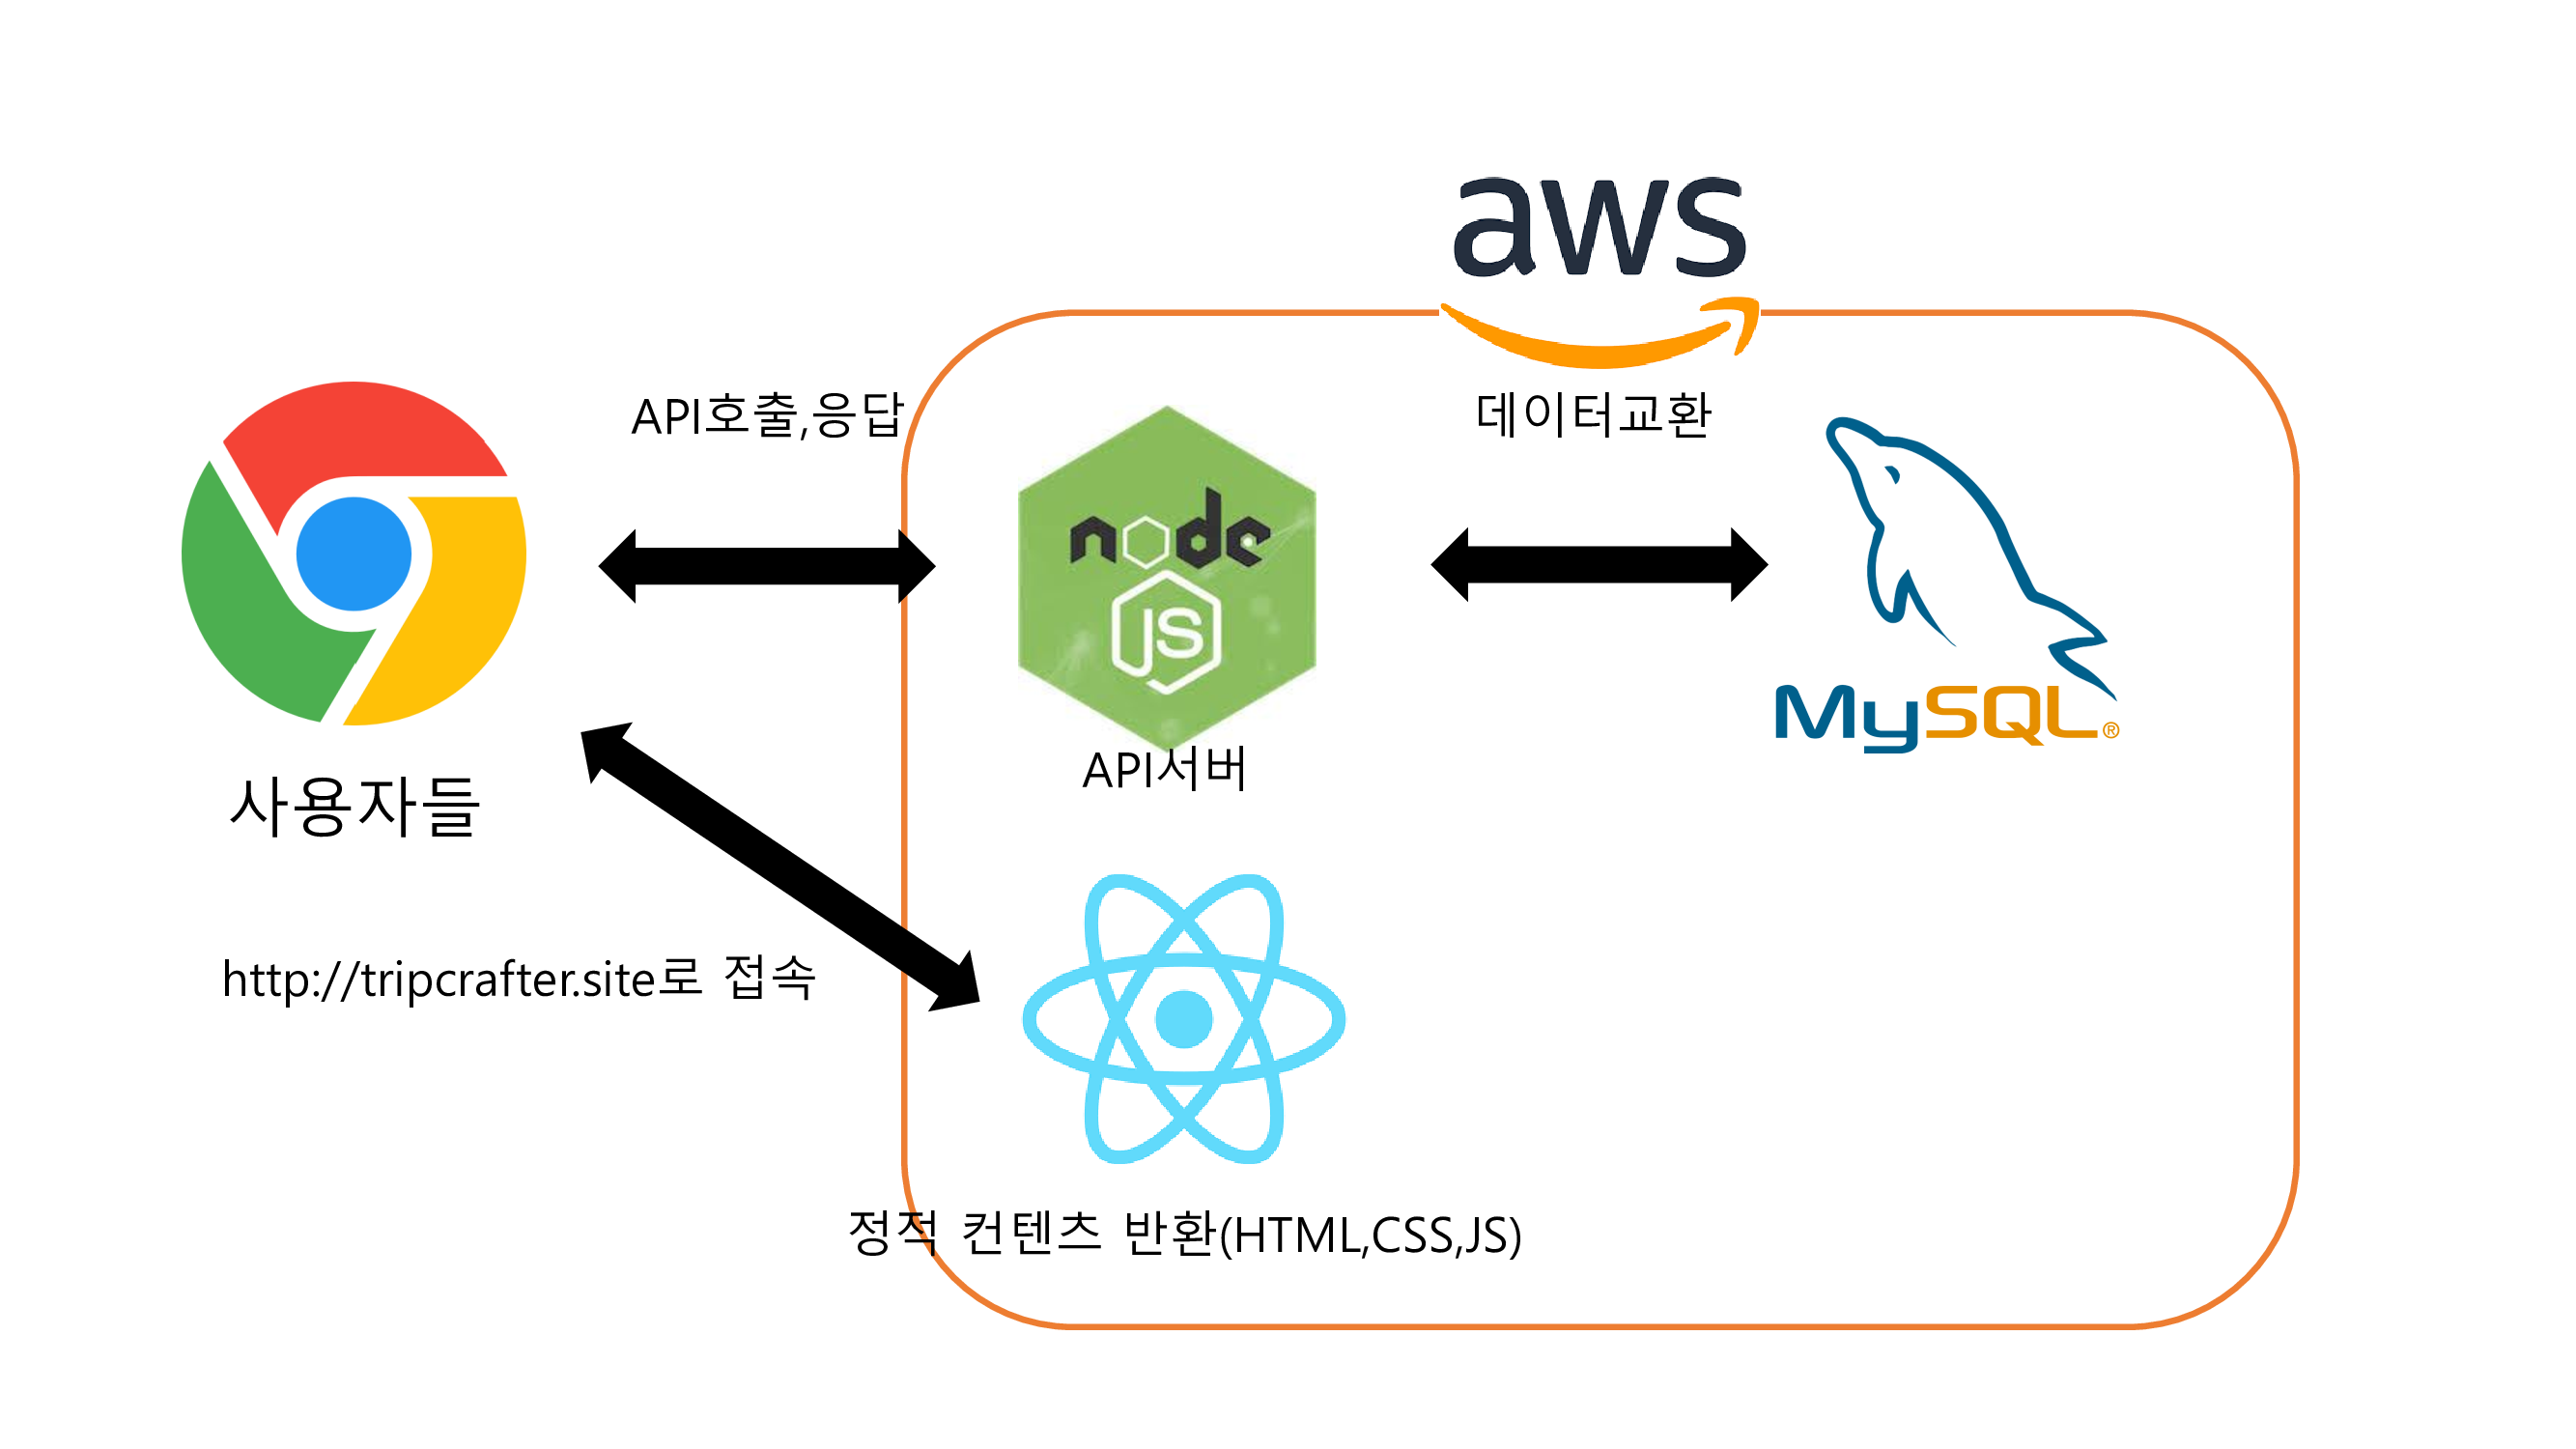 aws
API호출,응답
데이터교환
node
JS
MySQL®
API서버
사용자들
http://tripcrafter.site로 접속
정적 컨텐츠 반환(HTML,CSS,JS)